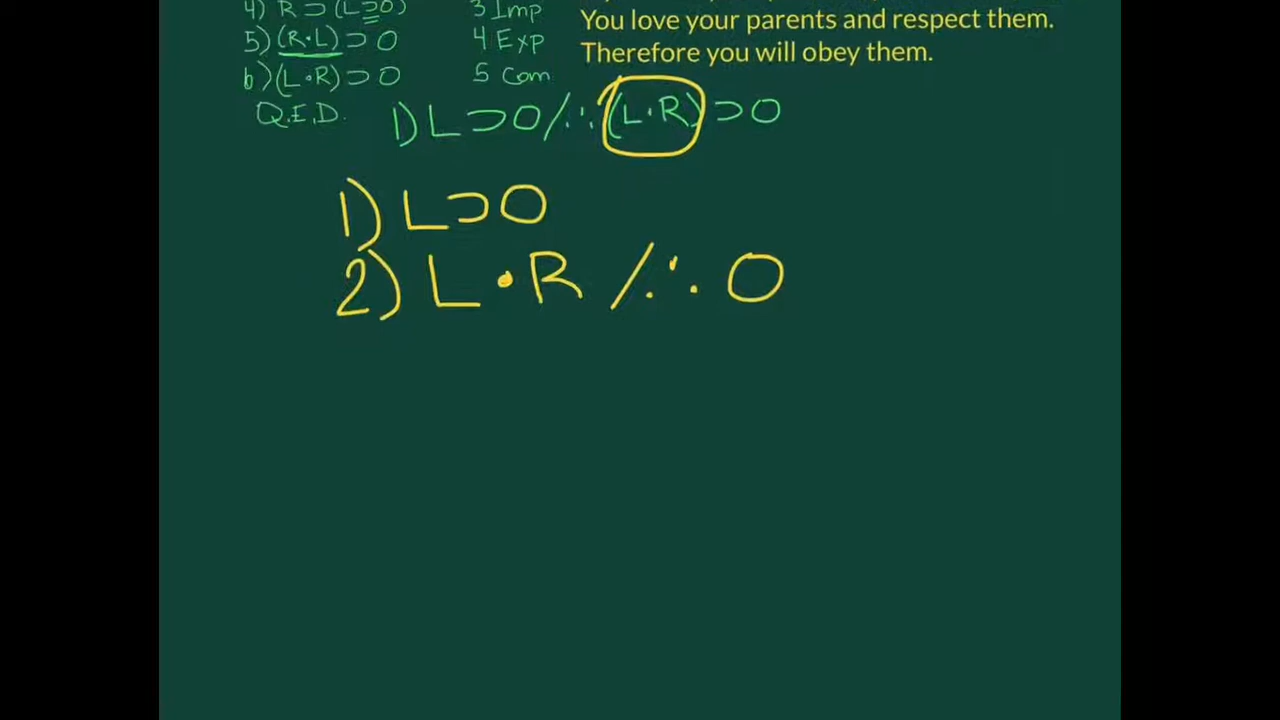 4) R ⊃ (L ⊃ O) 3 Imp
5) (R · L) ⊃ O 4 Exp
6) (L · R) ⊃ O 5 Com
Q.E.D.
You love your parents and respect them.
Therefore you will obey them.
1) L ⊃ O / ∴ (L · R) ⊃ O
1) L ⊃ O
2) L · R / ∴ O